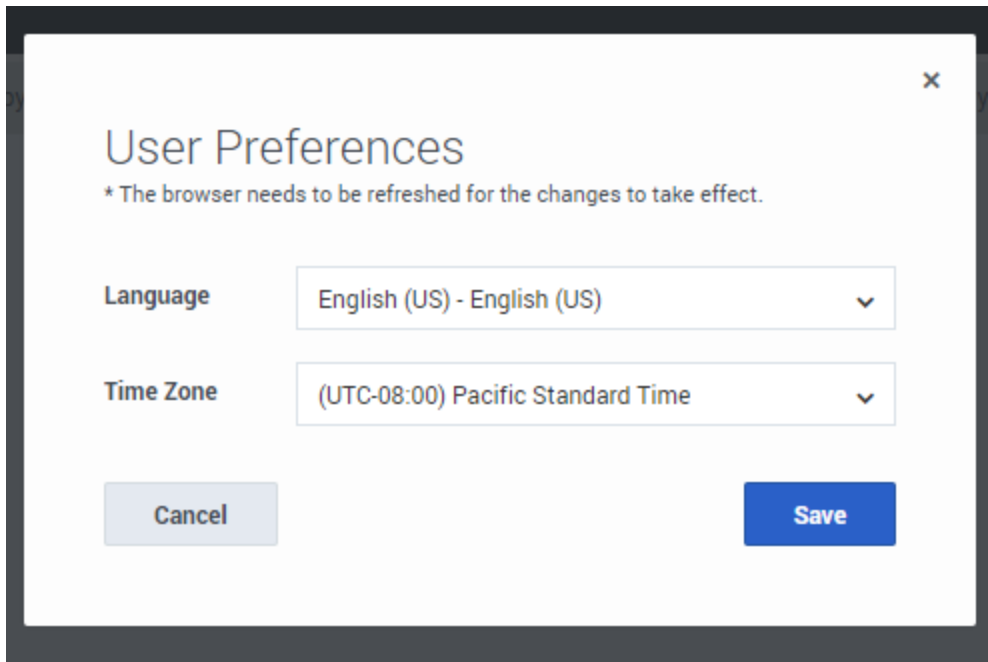 ×
User Preferences
* The browser needs to be refreshed for the changes to take effect.
Language
English (US) - English (US)
Time Zone
(UTC-08:00) Pacific Standard Time
Cancel
Save